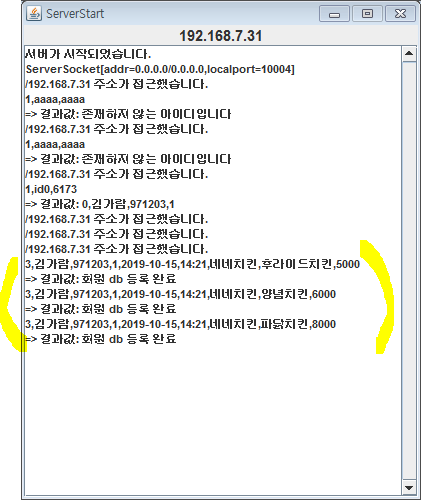 ServerStart
192.168.7.31
서버가 시작되었습니다.
ServerSocket[addr=0.0.0.0/0.0.0.0,localport=10004]
/192.168.7.31 주소가 접근했습니다.
1,aaaa,aaaa
=> 결과값: 존재하지 않는 아이디입니다
/192.168.7.31 주소가 접근했습니다.
1,aaaa,aaaa
=> 결과값: 존재하지 않는 아이디입니다
/192.168.7.31 주소가 접근했습니다.
1,id0,6173
=> 결과값: 0,김가람,971203,1
/192.168.7.31 주소가 접근했습니다.
/192.168.7.31 주소가 접근했습니다.
/192.168.7.31 주소가 접근했습니다.
3,김가람,971203,1,2019-10-15,14:21,네네치킨,후라이드치킨,5000
=> 결과값: 회원 db 등록 완료
3,김가람,971203,1,2019-10-15,14:21,네네치킨,양념치킨,6000
=> 결과값: 회원 db 등록 완료
3,김가람,971203,1,2019-10-15,14:21,네네치킨,파닭치킨,8000
=> 결과값: 회원 db 등록 완료